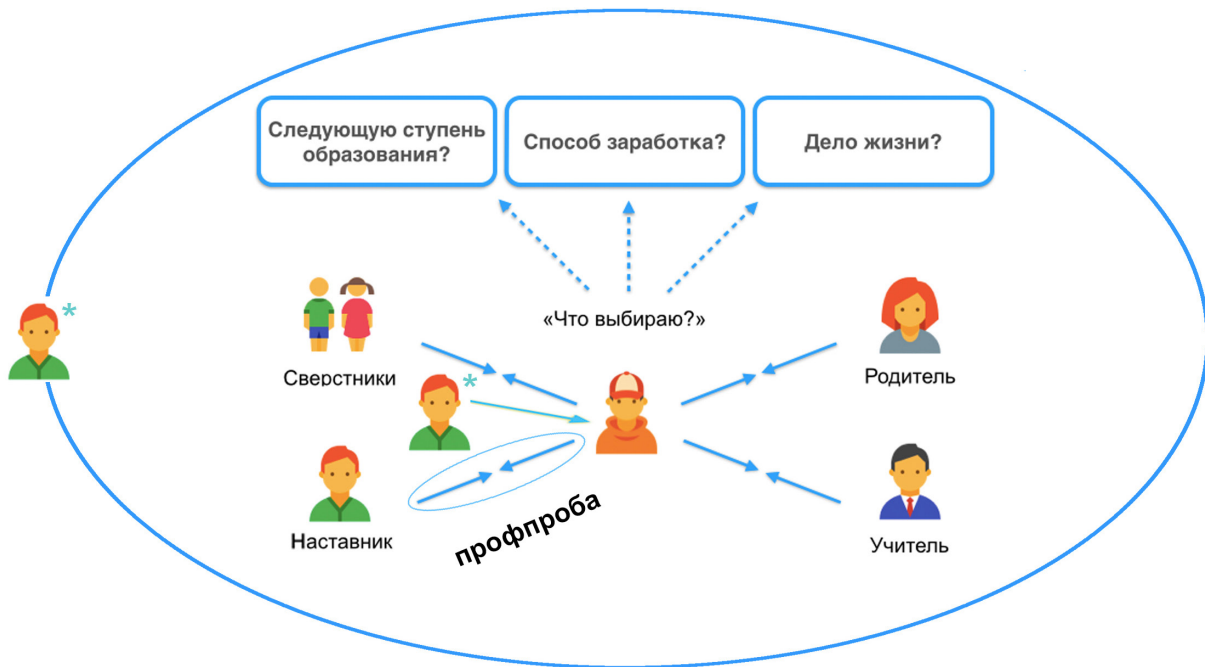 Следующую ступень
образования?
Способ заработка?
Дело жизни?
«Что выбираю?»
*
Сверстники
*
Родитель
Наставник
профпроба
Учитель